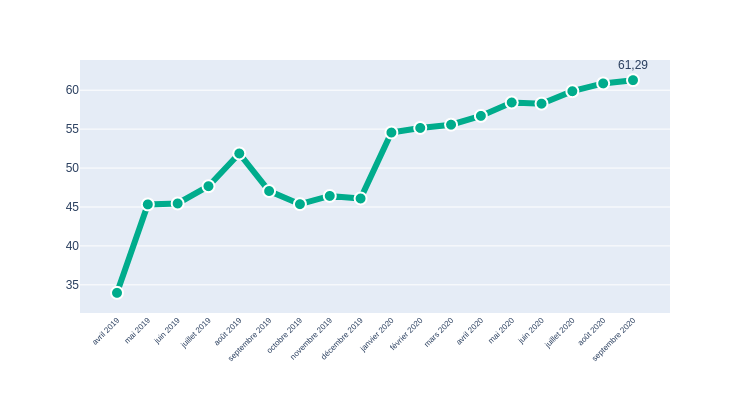 61,29
60
55
50
45
40
35
avril 2019
mai 2019
juin 2019
juillet 2019
août 2019
septembre 2019
octobre 2019
novembre 2019
décembre 2019
janvier 2020
février 2020
mars 2020
avril 2020
mai 2020
juin 2020
juillet 2020
août 2020
septembre 2020